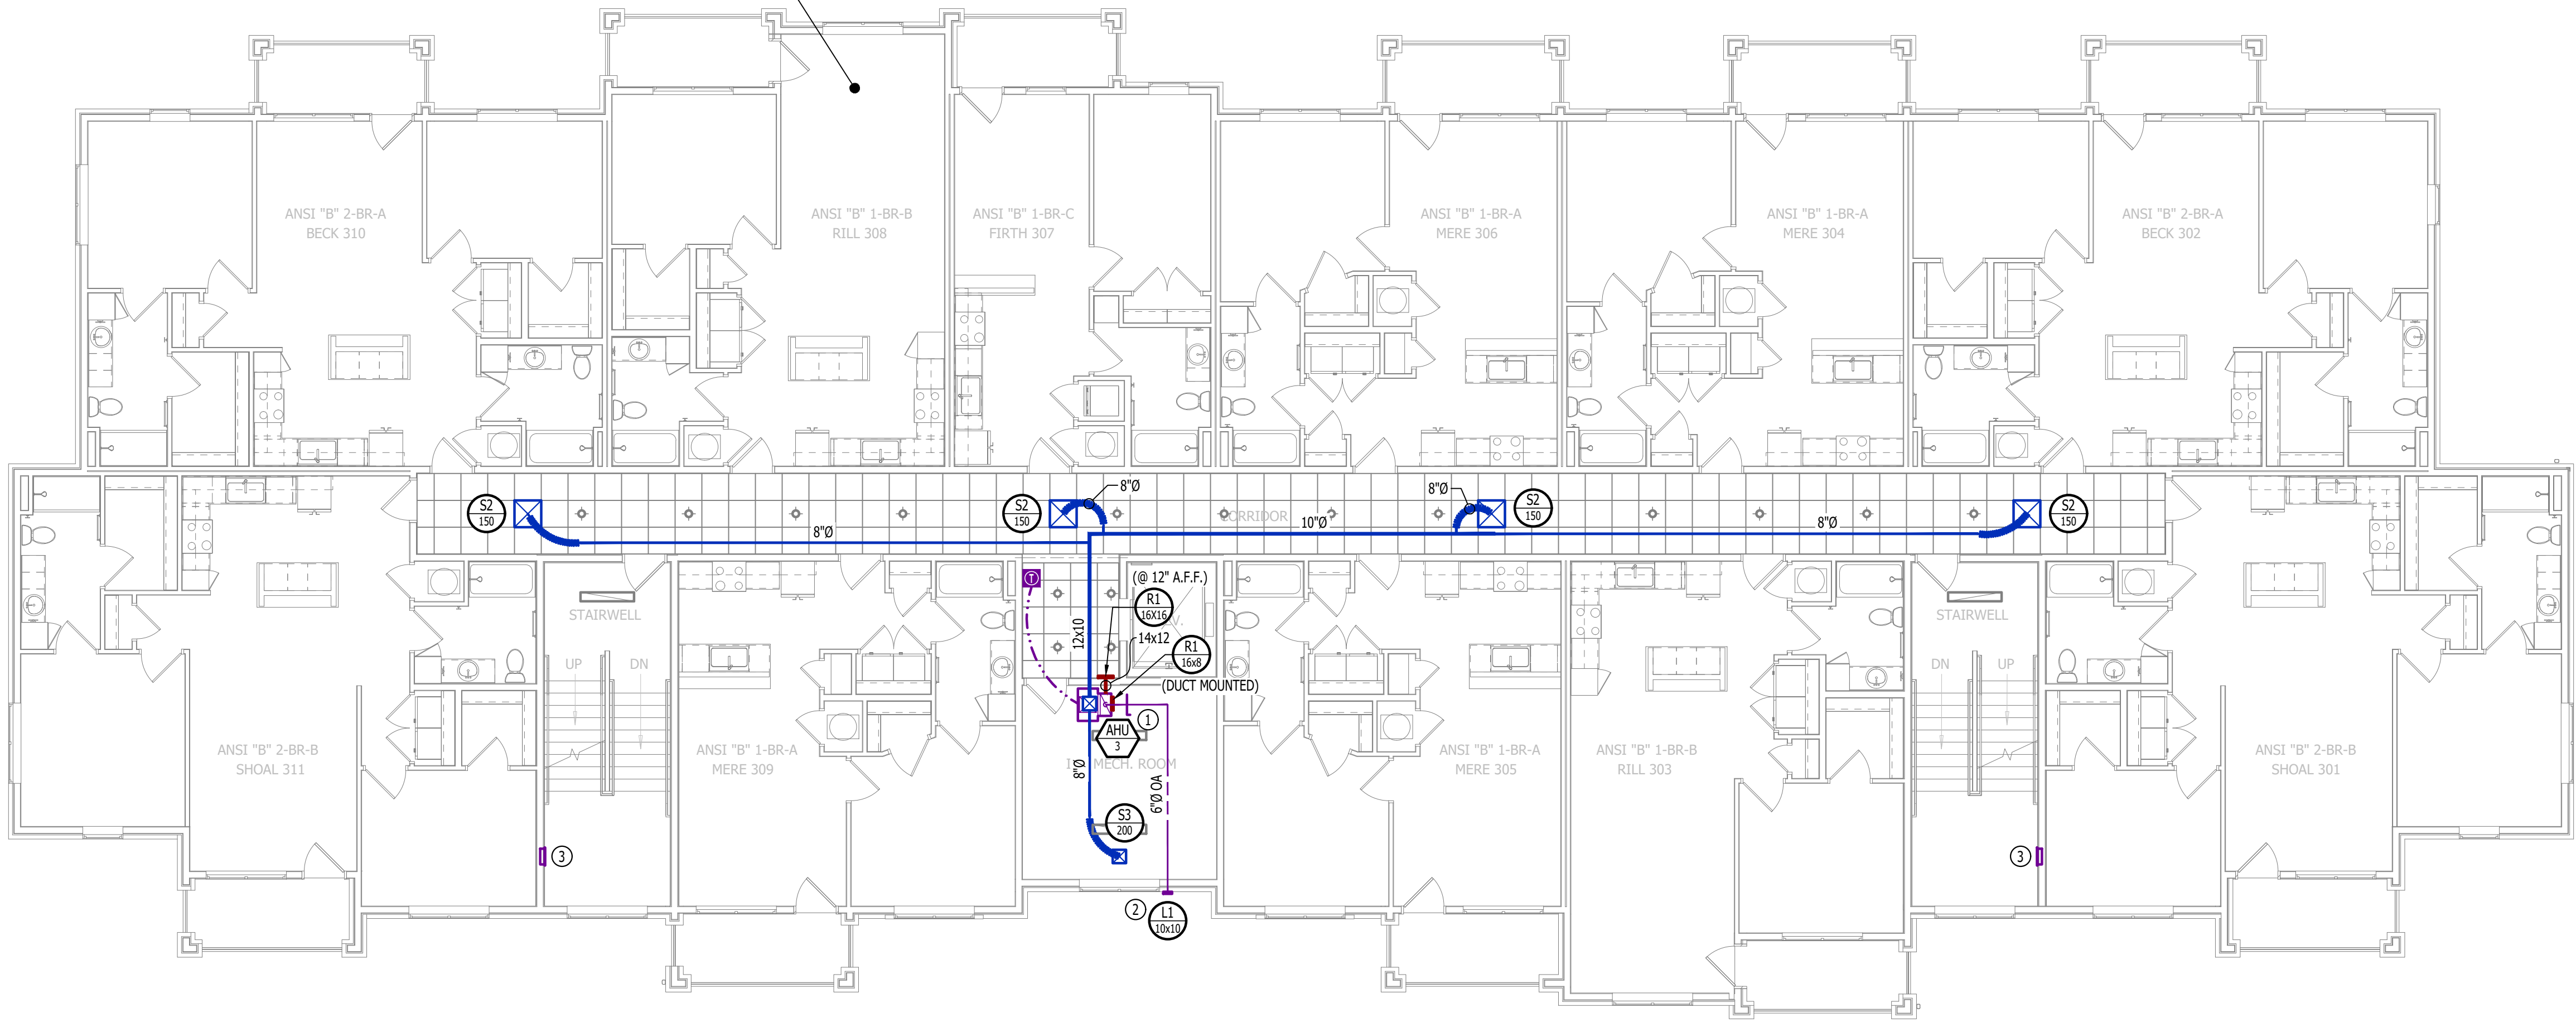 ANSI "B" 2-BR-A
BECK 310
ANSI "B" 1-BR-B
RILL 308
ANSI "B" 1-BR-C
FIRTH 307
ANSI "B" 1-BR-A
MERE 306
ANSI "B" 1-BR-A
MERE 304
ANSI "B" 2-BR-A
BECK 302
S2
150
8"Ø
S2
150
8"Ø
CORRIDOR
10"Ø
8"Ø
S2
150
8"Ø
S2
150
STAIRWELL
UP
DN
T
12x10
(@ 12" A.F.F.)
R1
16X16
14x12
R1
16x8
(DUCT MOUNTED)
1
AHU
3
MECH. ROOM
8"Ø
6"Ø OA
S3
200
2
L1
10x10
STAIRWELL
DN
UP
ANSI "B" 2-BR-B
SHOAL 311
ANSI "B" 1-BR-A
MERE 309
ANSI "B" 1-BR-A
MERE 305
ANSI "B" 1-BR-B
RILL 303
ANSI "B" 2-BR-B
SHOAL 301
3
3